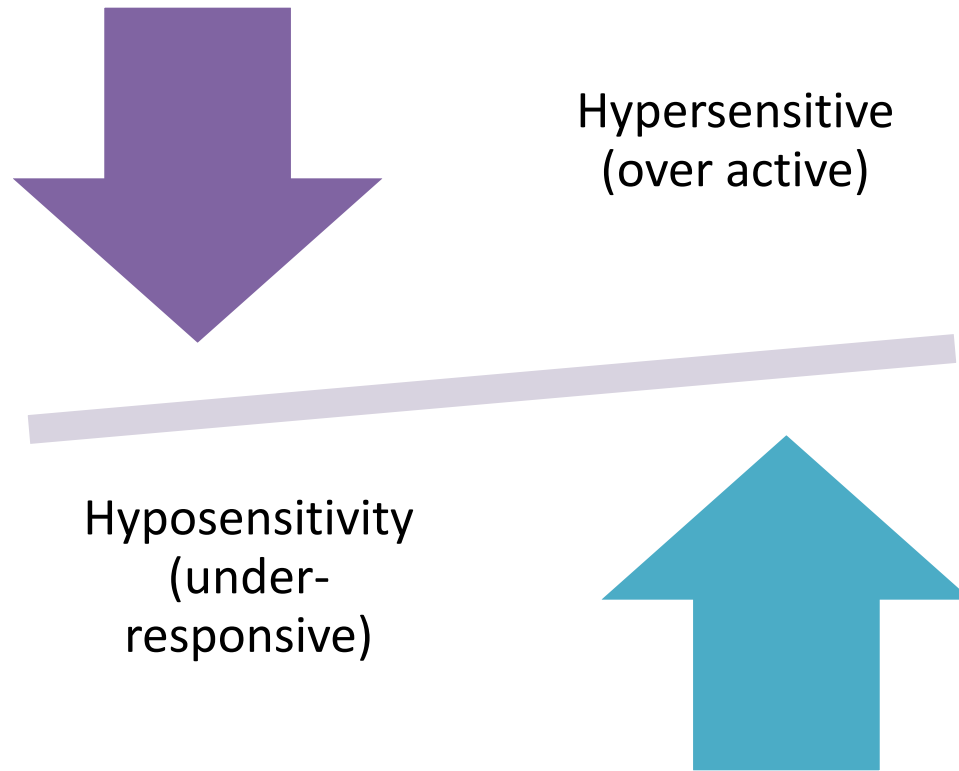 Hypersensitive
(over active)
Hyposensitivity
(under-
responsive)